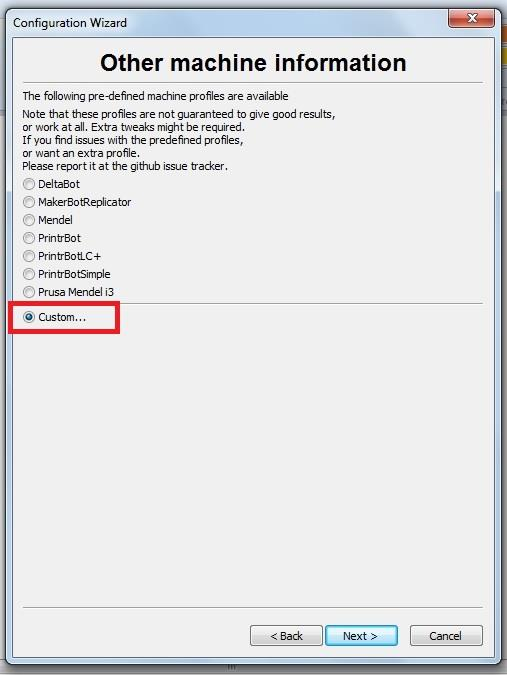 Configuration Wizard
Other machine information
The following pre-defined machine profiles are available
Note that these profiles are not guaranteed to give good results,
or work at all. Extra tweaks might be required.
If you find issues with the predefined profiles,
or want an extra profile.
Please report it at the github issue tracker.
DeltaBot
MakerBotReplicator
Mendel
PrintrBot
PrintrBotLC+
PrintrBotSimple
Prusa Mendel i3
Custom...
< Back
Next >
Cancel